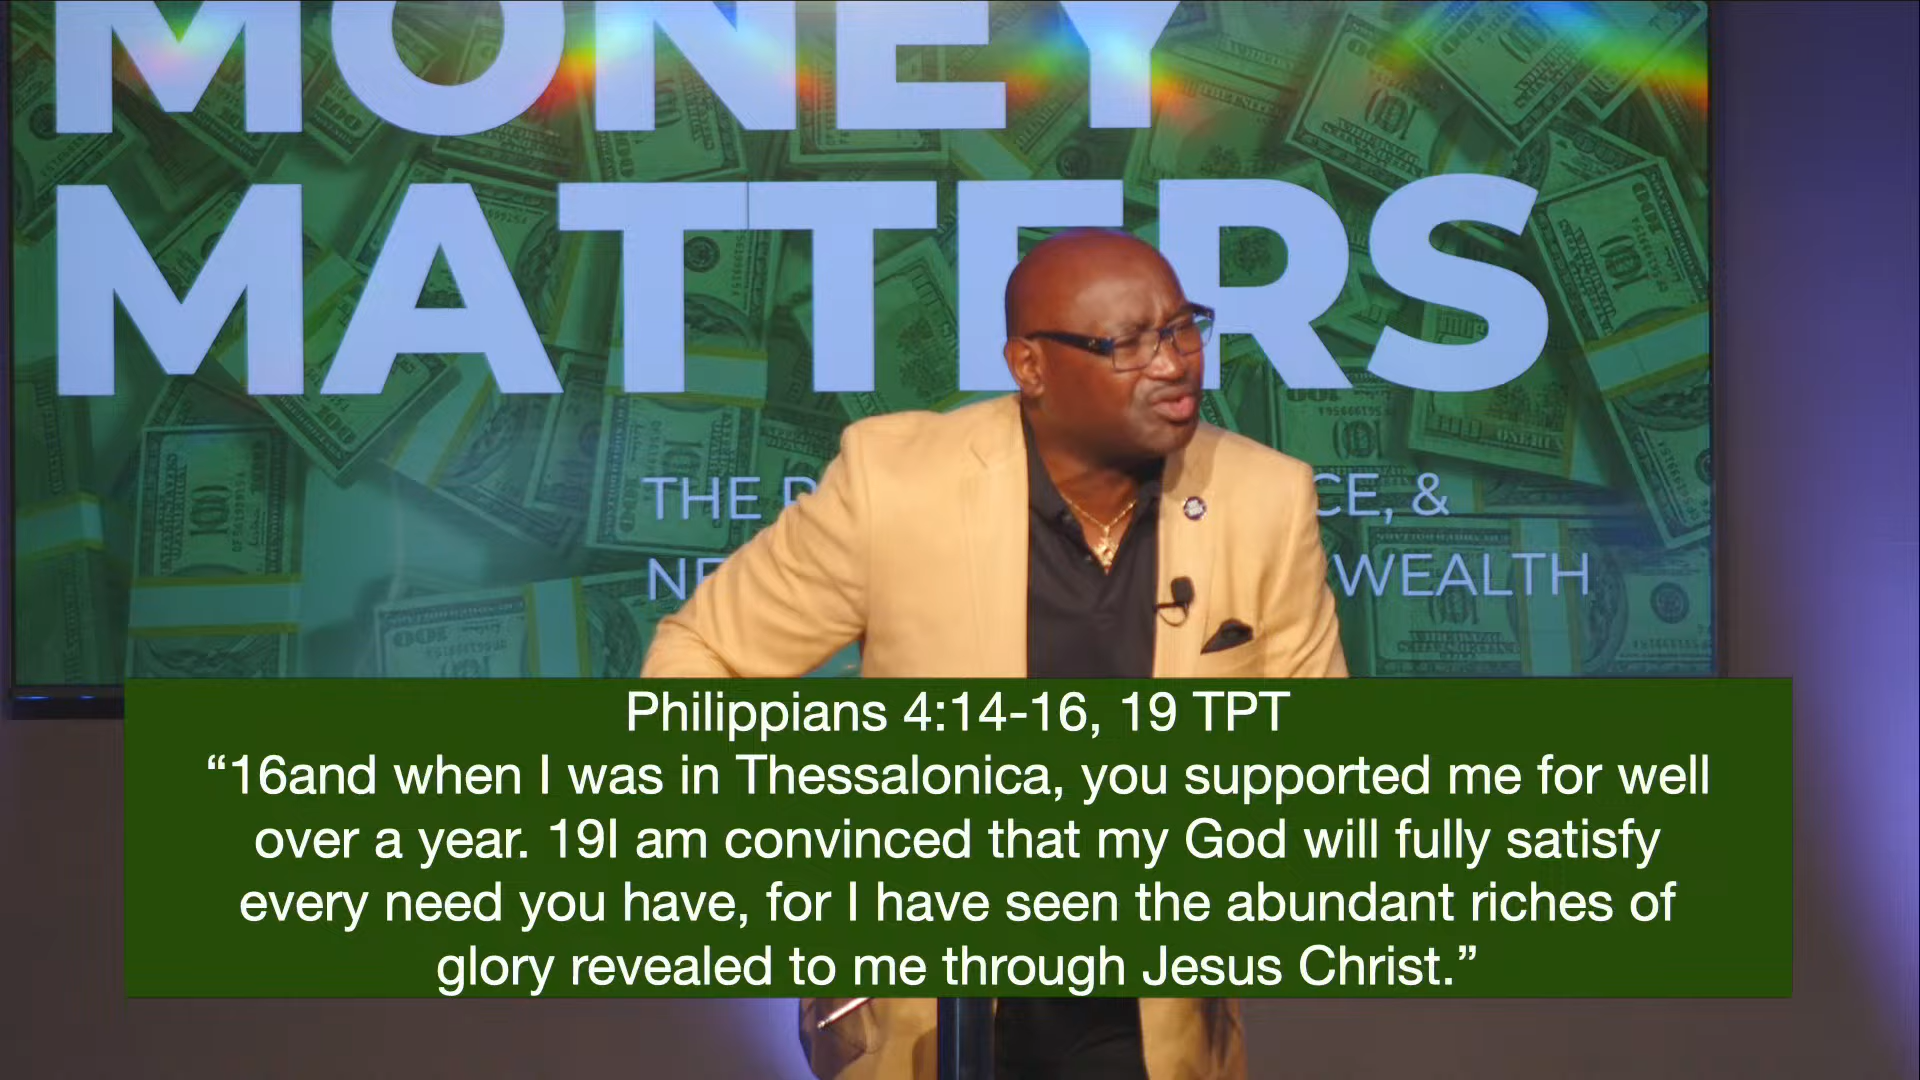 MONEY
MATTERS
THE
CE, &
WEALTH
Philippians 4:14-16, 19 TPT
“16and when I was in Thessalonica, you supported me for well
over a year. 19I am convinced that my God will fully satisfy
every need you have, for I have seen the abundant riches of
glory revealed to me through Jesus Christ.”